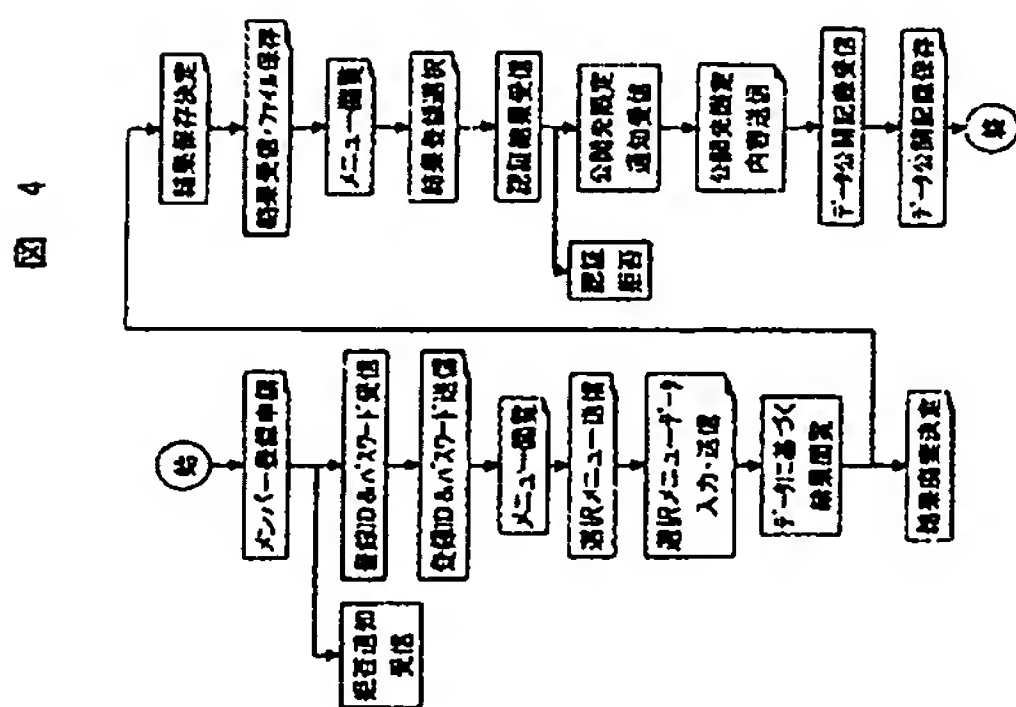 図 4
始
メンバー登録申請
拒否通知
受信
登録ID&パスワード受信
登録ID&パスワード送信
メニュー閲覧
選択メニュー送信
選択メニューデータ
入力・送信
データに基づく
結果閲覧
結果廃棄決定
結果保存決定
結果受信・ファイル保存
メニュー閲覧
結果登録選択
認証結果受信
認証
拒否
公開先限定
通知受信
公開先限定
内容送信
データ公開記録受信
データ公開記録保存
終